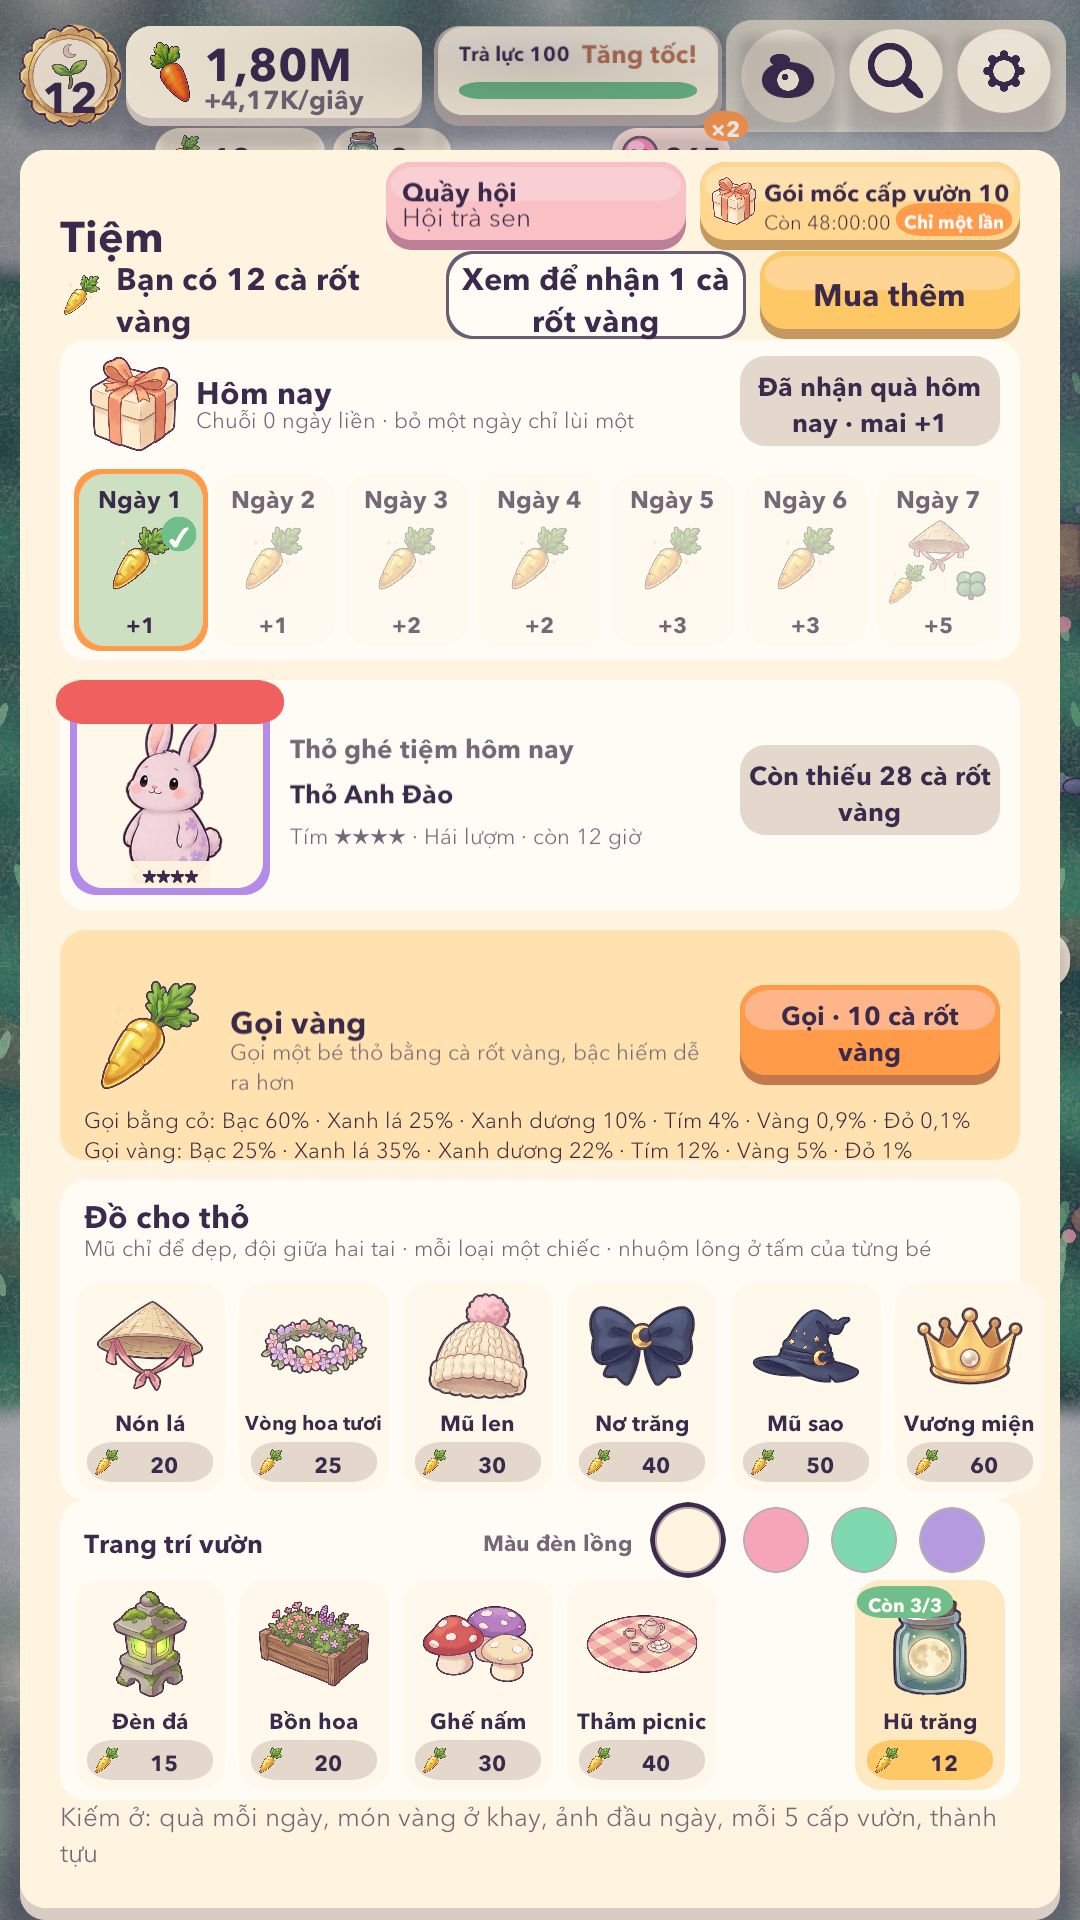 12
1,80M
+4,17K/giây
Trà lực 100 Tăng tốc!
×2
Quầy hội
Hội trà sen
Gói mốc cấp vườn 10
Còn 48:00:00 Chỉ một lần
Tiệm
Bạn có 12 cà rốt
vàng
Xem để nhận 1 cà
rốt vàng
Mua thêm
Hôm nay
Chuỗi 0 ngày liền · bỏ một ngày chỉ lùi một
Đã nhận quà hôm
nay · mai +1
Ngày 1 Ngày 2 Ngày 3 Ngày 4 Ngày 5 Ngày 6 Ngày 7
+1 +1 +2 +2 +3 +3 +5
Thỏ ghé tiệm hôm nay
Thỏ Anh Đào
Tím ★★★★ · Hái lượm · còn 12 giờ
★★★★
Còn thiếu 28 cà rốt
vàng
Gọi vàng
Gọi một bé thỏ bằng cà rốt vàng, bậc hiếm dễ
ra hơn
Gọi · 10 cà rốt
vàng
Gọi bằng cỏ: Bạc 60% · Xanh lá 25% · Xanh dương 10% · Tím 4% · Vàng 0,9% · Đỏ 0,1%
Gọi vàng: Bạc 25% · Xanh lá 35% · Xanh dương 22% · Tím 12% · Vàng 5% · Đỏ 1%
Đồ cho thỏ
Mũ chỉ để đẹp, đội giữa hai tai · mỗi loại một chiếc · nhuộm lông ở tấm của từng bé
Nón lá Vòng hoa tươi Mũ len Nơ trăng Mũ sao Vương miện
20 25 30 40 50 60
Trang trí vườn
Màu đèn lồng
Còn 3/3
Đèn đá Bồn hoa Ghế nấm Thảm picnic Hũ trăng
15 20 30 40 12
Kiếm ở: quà mỗi ngày, món vàng ở khay, ảnh đầu ngày, mỗi 5 cấp vườn, thành
tựu